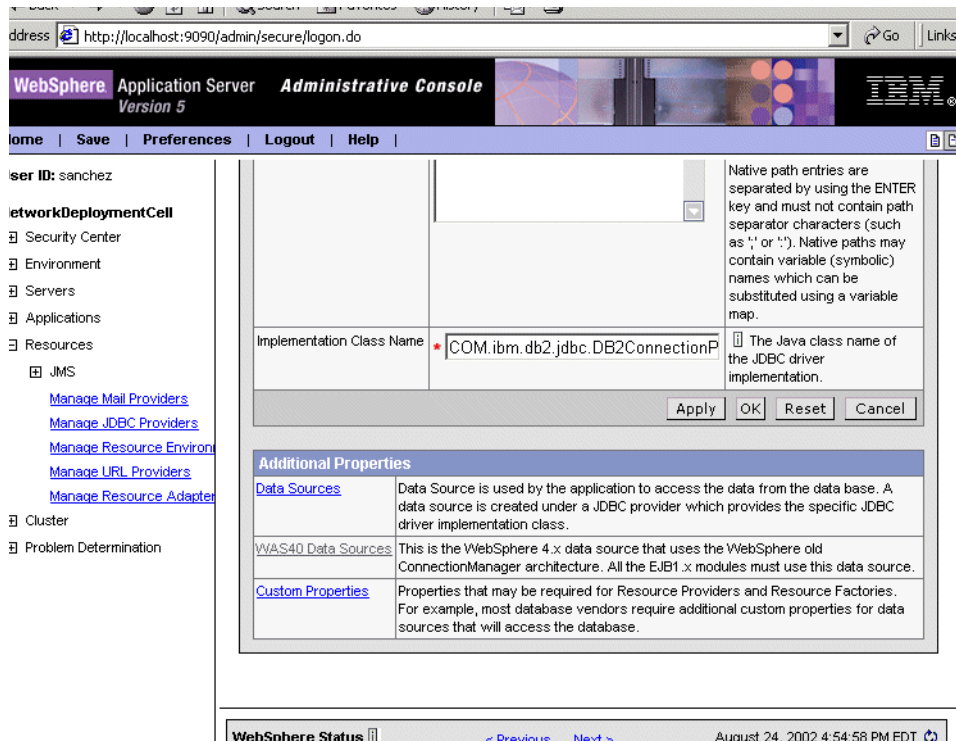 Back
Search Favorites History
ddress http://localhost:9090/admin/secure/logon.do Go Links
WebSphere Application Server Administrative Console
Version 5
IBM
ome | Save | Preferences | Logout | Help |
ser ID: sanchez
etworkDeploymentCell
Security Center
Environment
Servers
Applications
Resources
JMS
Manage Mail Providers
Manage JDBC Providers
Manage Resource Environ
Manage URL Providers
Manage Resource Adapter
Cluster
Problem Determination
Native path entries are
separated by using the ENTER
key and must not contain path
separator characters (such
as ';' or ':'). Native paths may
contain variable (symbolic)
names which can be
substituted using a variable
map.
Implementation Class Name * COM.ibm.db2.jdbc.DB2ConnectionP
i The Java class name of
the JDBC driver
implementation.
Apply OK Reset Cancel
Additional Properties
Data Sources Data Source is used by the application to access the data from the data base. A
data source is created under a JDBC provider which provides the specific JDBC
driver implementation class.
WAS40 Data Sources This is the WebSphere 4.x data source that uses the WebSphere old
ConnectionManager architecture. All the EJB1.x modules must use this data source.
Custom Properties Properties that may be required for Resource Providers and Resource Factories.
For example, most database vendors require additional custom properties for data
sources that will access the database.
WebSphere Status i < Previous Next > August 24, 2002 4:54:58 PM EDT